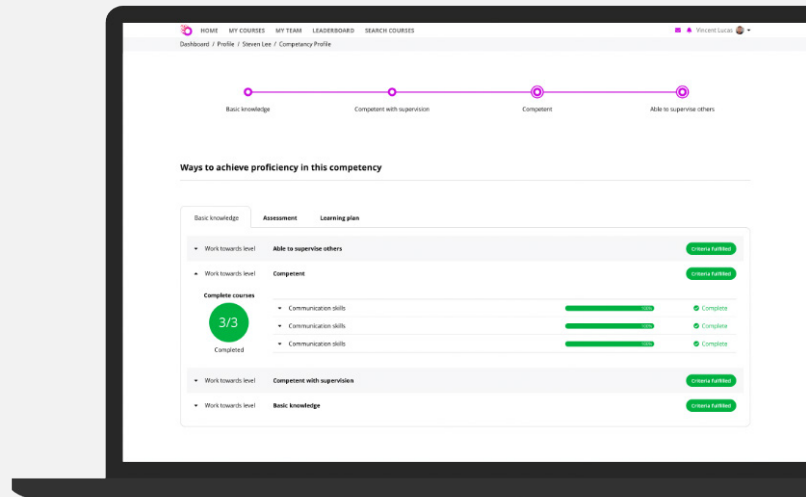 HOME MY COURSES MY TEAM LEADERBOARD SEARCH COURSES Vincent Lucas
Dashboard / Profile / Steven Lee / Competancy Profile
Basic knowledge Competent with supervision Competent Able to supervise others
Ways to achieve proficiency in this competency
Basic knowledge Assessment Learning plan
Work towards level Able to supervise others Criteria fulfilled
Work towards level Competent Criteria fulfilled
Complete courses
3/3
Completed
Communication skills 100% Complete
Communication skills 100% Complete
Communication skills 100% Complete
Work towards level Competent with supervision Criteria fulfilled
Work towards level Basic knowledge Criteria fulfilled